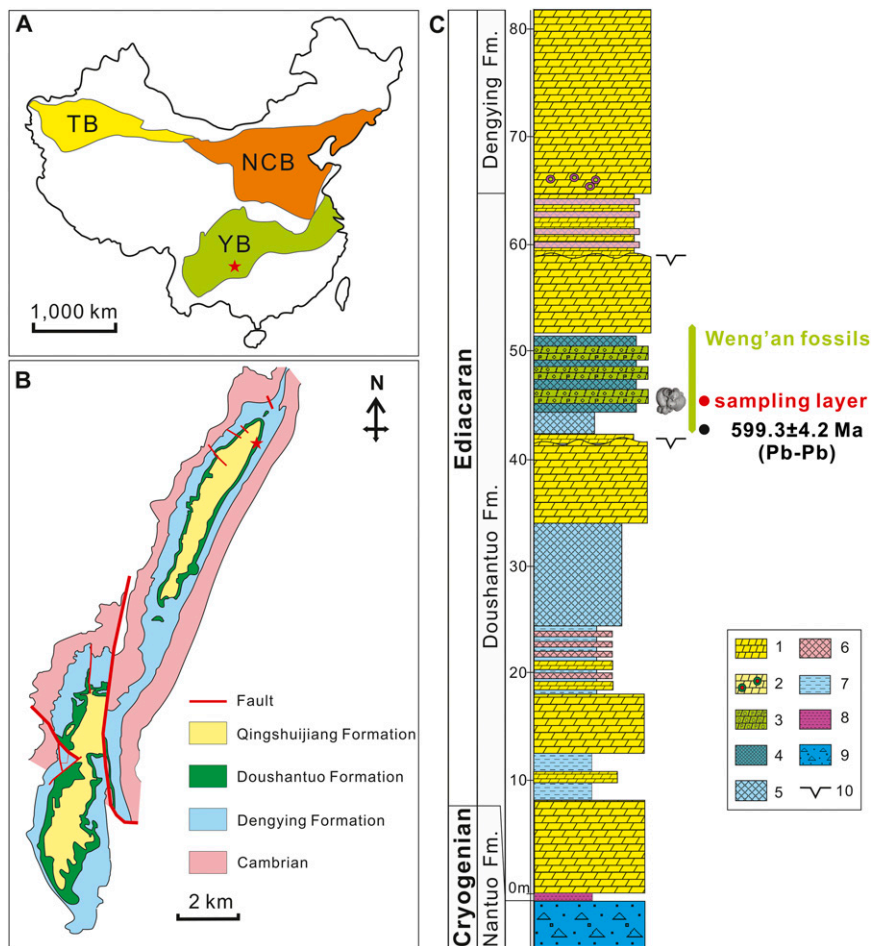 A
TB
NCB
YB
1,000 km
B
N
Fault
Qingshuijiang Formation
Doushantuo Formation
Dengying Formation
Cambrian
2 km
C
Cryogenian
Ediacaran
Nantuo Fm.
Doushantuo Fm.
Dengying Fm.
80
70
60
50
40
30
20
10
0m
Weng'an fossils
sampling layer
599.3±4.2 Ma
(Pb-Pb)
1
2
3
4
5
6
7
8
9
10